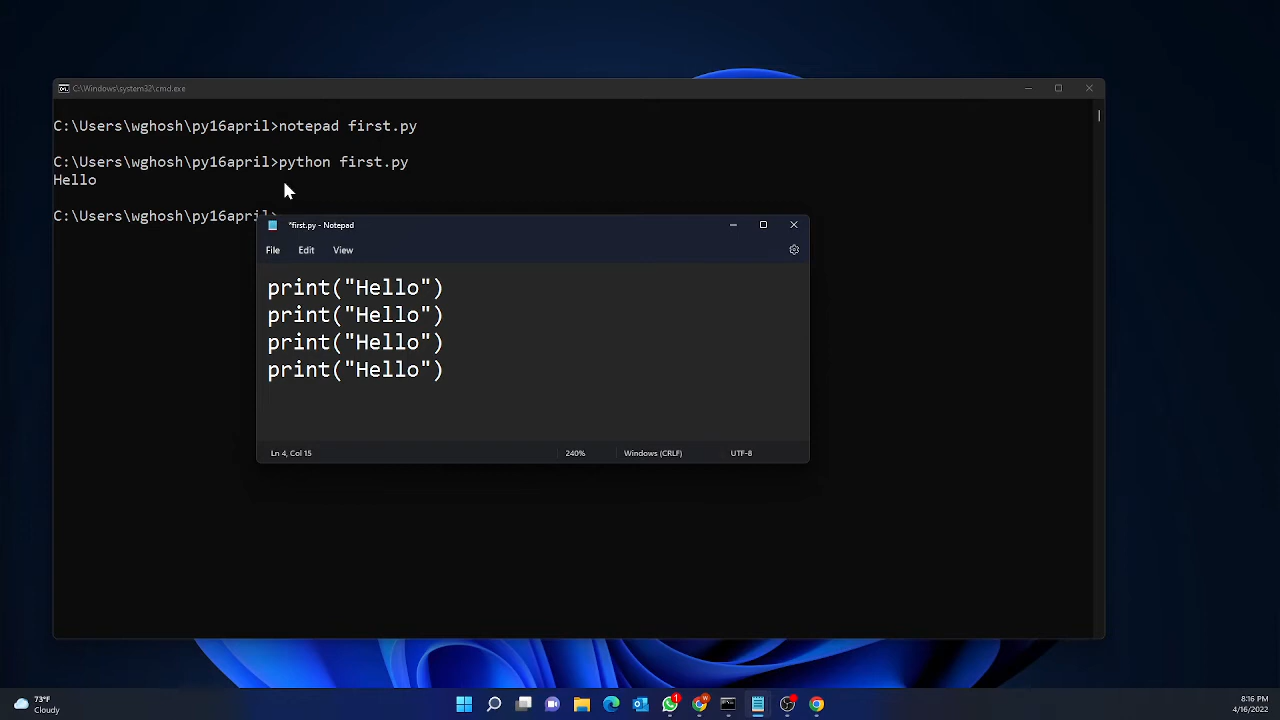 C:\Windows\system32\cmd.exe
C:\Users\wghosh\py16april>notepad first.py
C:\Users\wghosh\py16april>python first.py
Hello
C:\Users\wghosh\py16april>
*first.py - Notepad
File Edit View
print("Hello")
print("Hello")
print("Hello")
print("Hello")
Ln 4, Col 15 240% Windows (CRLF) UTF-8
73°F
Cloudy
1
W
8:16 PM
4/16/2022